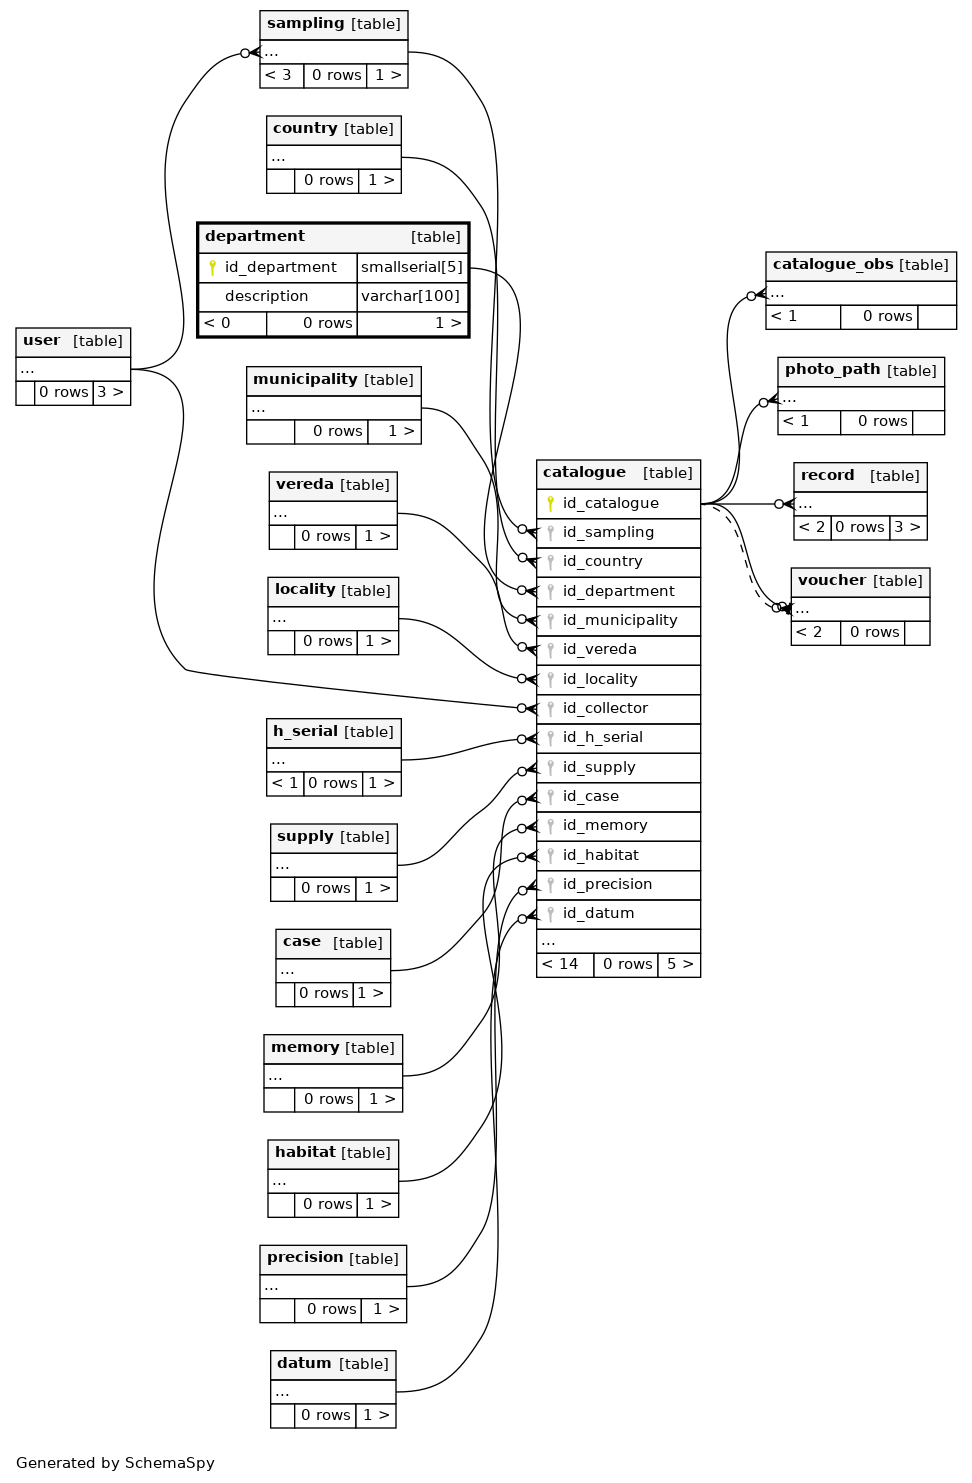 sampling [table]
...
< 3 0 rows 1 >
country [table]
...
0 rows 1 >
department [table]
id_department smallserial[5]
description varchar[100]
< 0 0 rows 1 >
user [table]
...
0 rows 3 >
municipality [table]
...
0 rows 1 >
vereda [table]
...
0 rows 1 >
locality [table]
...
0 rows 1 >
h_serial [table]
...
< 1 0 rows 1 >
supply [table]
...
0 rows 1 >
case [table]
...
0 rows 1 >
memory [table]
...
0 rows 1 >
habitat [table]
...
0 rows 1 >
precision [table]
...
0 rows 1 >
datum [table]
...
0 rows 1 >
catalogue [table]
id_catalogue
id_sampling
id_country
id_department
id_municipality
id_vereda
id_locality
id_collector
id_h_serial
id_supply
id_case
id_memory
id_habitat
id_precision
id_datum
...
< 14 0 rows 5 >
catalogue_obs [table]
...
< 1 0 rows
photo_path [table]
...
< 1 0 rows
record [table]
...
< 2 0 rows 3 >
voucher [table]
...
< 2 0 rows
Generated by SchemaSpy